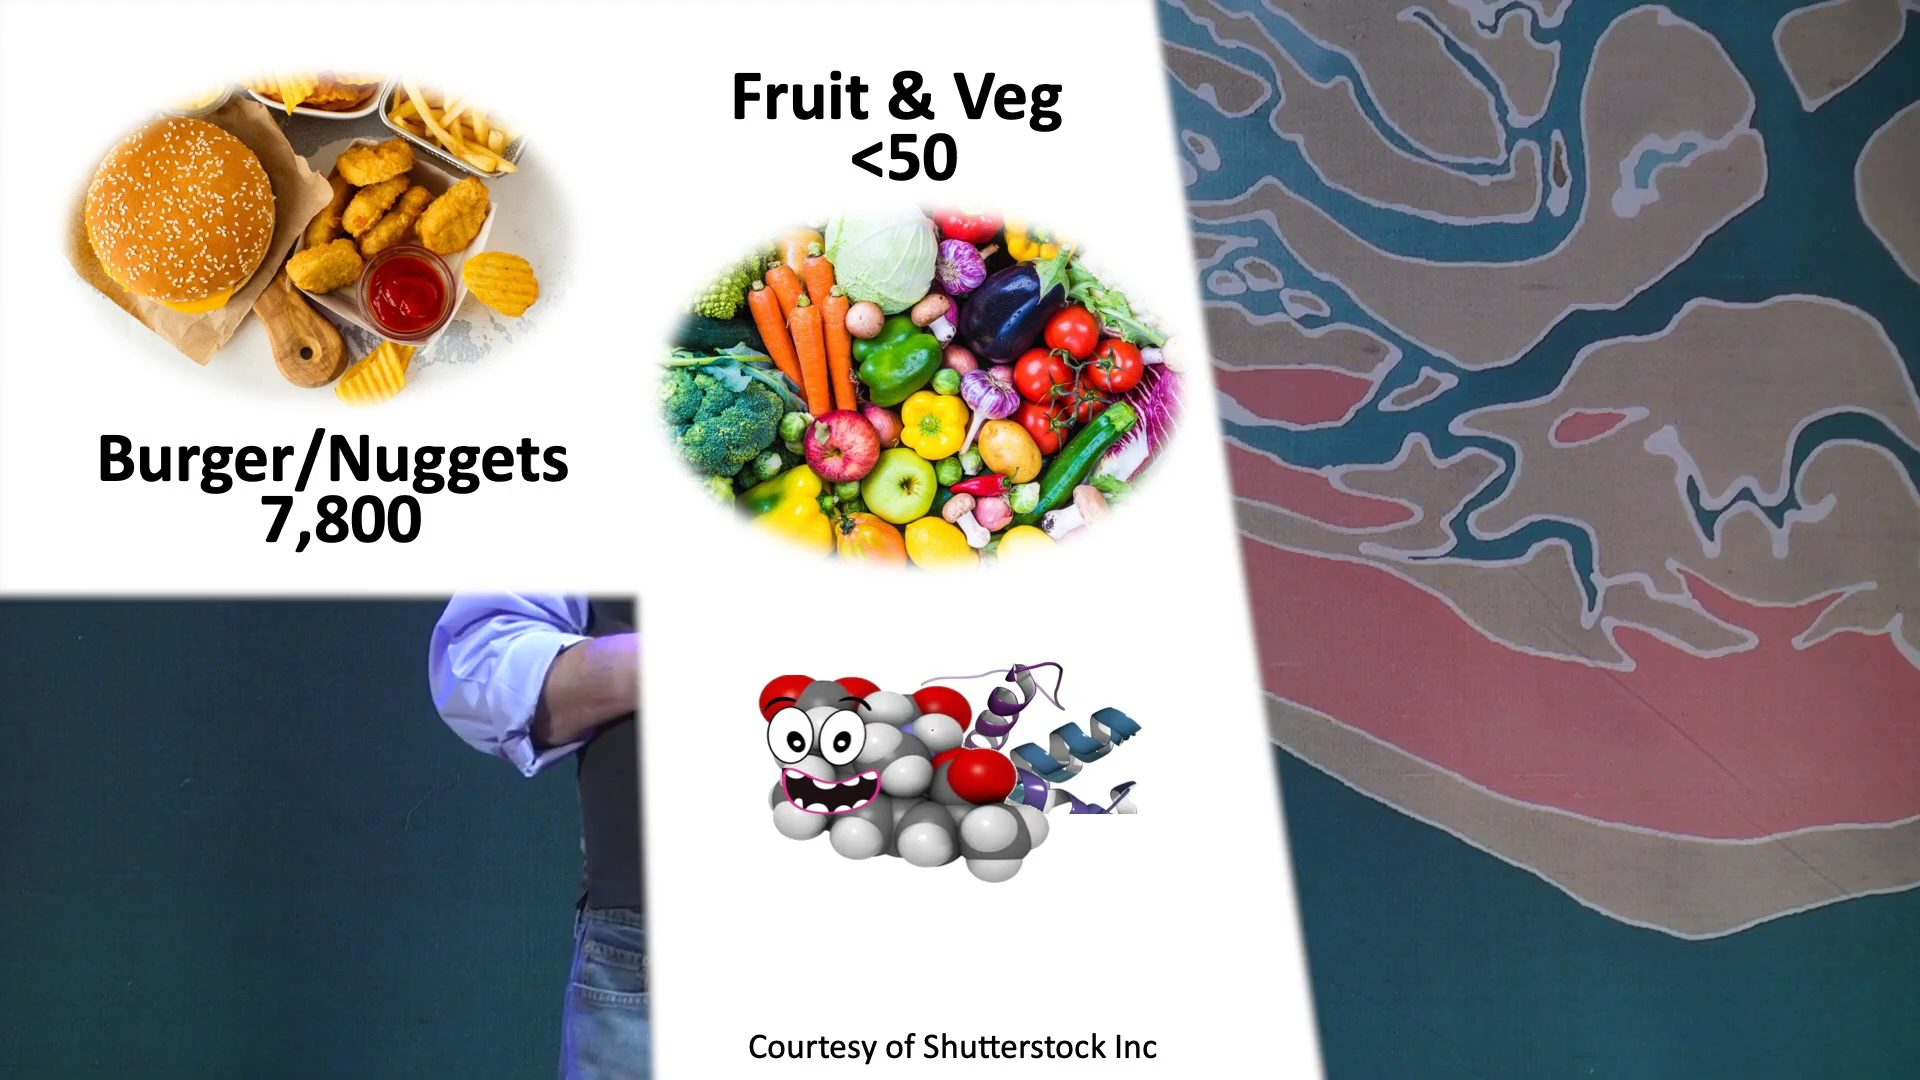 Fruit & Veg
<50
Burger/Nuggets
7,800
Courtesy of Shutterstock Inc